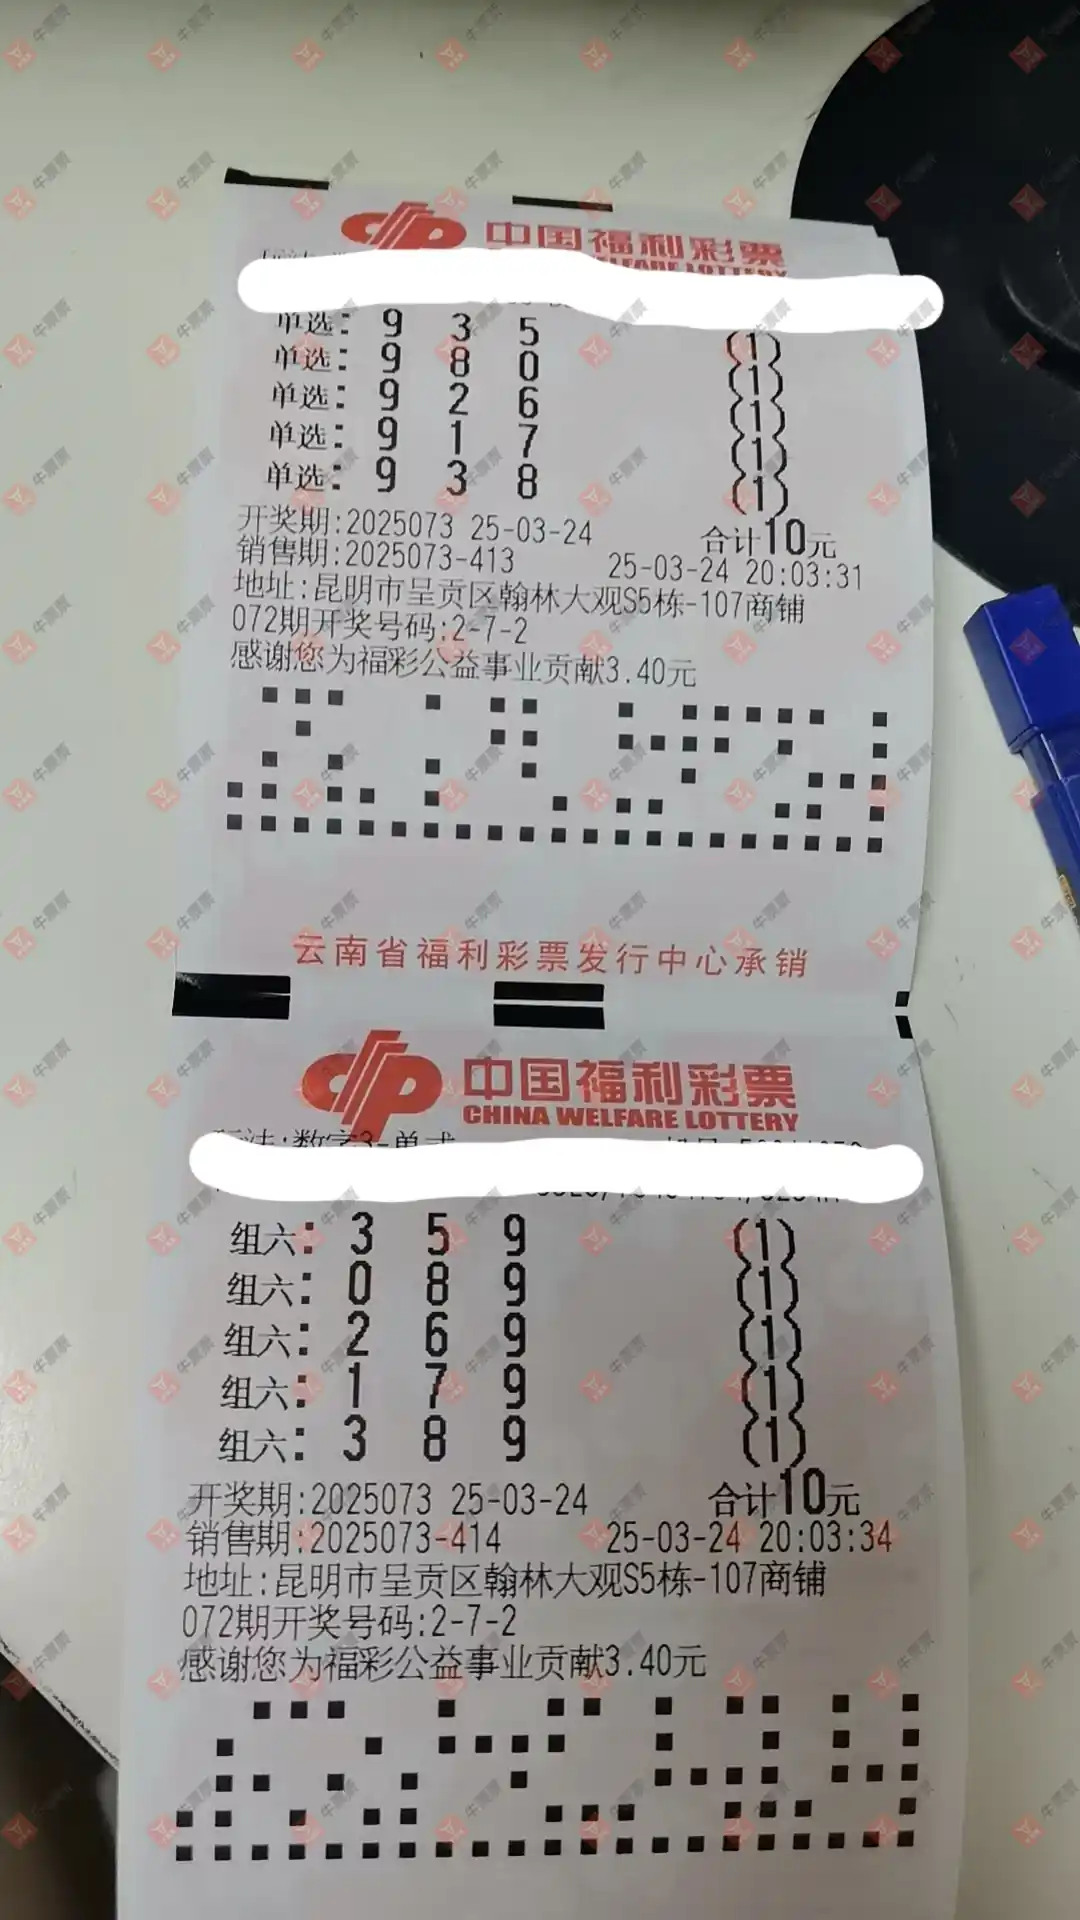 中国福利彩票
单选: 9 3 5 (1)
单选: 9 8 0 (1)
单选: 9 2 6 (1)
单选: 9 1 7 (1)
单选: 9 3 8 (1)
开奖期:2025073 25-03-24 合计10元
销售期:2025073-413 25-03-24 20:03:31
地址:昆明市呈贡区翰林大观S5栋-107商铺
072期开奖号码:2-7-2
感谢您为福彩公益事业贡献3.40元
云南省福利彩票发行中心承销
中国福利彩票
CHINA WELFARE LOTTERY
玩法:数字3-单式
组六: 3 5 9 (1)
组六: 0 8 9 (1)
组六: 2 6 9 (1)
组六: 1 7 9 (1)
组六: 3 8 9 (1)
开奖期:2025073 25-03-24 合计10元
销售期:2025073-414 25-03-24 20:03:34
地址:昆明市呈贡区翰林大观S5栋-107商铺
072期开奖号码:2-7-2
感谢您为福彩公益事业贡献3.40元
牛票票